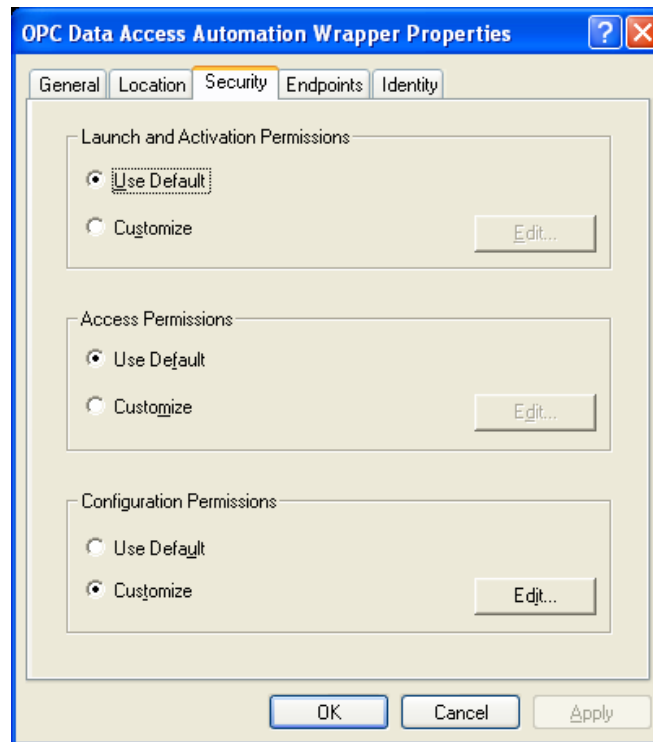 OPC Data Access Automation Wrapper Properties ?
General Location Security Endpoints Identity
Launch and Activation Permissions
Use Default
Customize Edit...
Access Permissions
Use Default
Customize Edit...
Configuration Permissions
Use Default
Customize Edit...
OK Cancel Apply